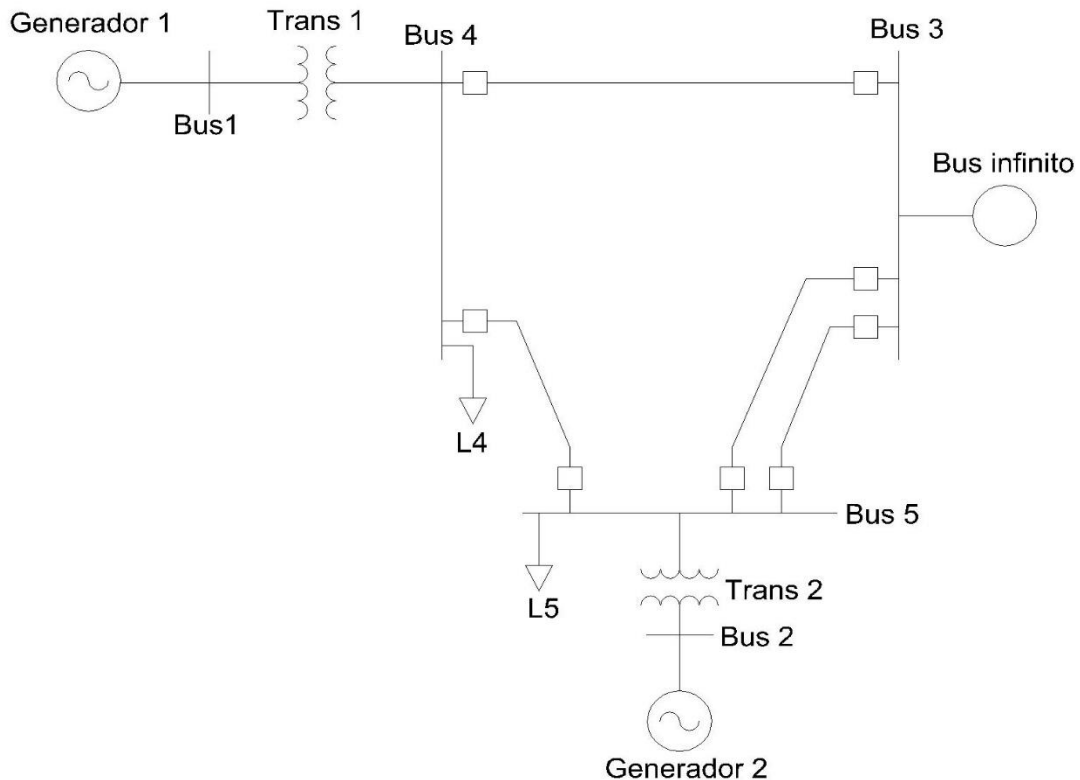 Generador 1
Trans 1
Bus 4
Bus 3
Bus1
Bus infinito
L4
Bus 5
L5
Trans 2
Bus 2
Generador 2